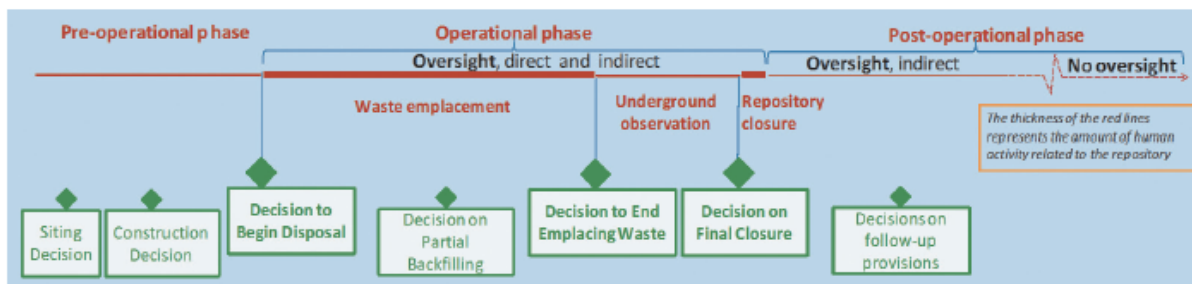 Pre-operational phase
Operational phase
Post-operational phase
Oversight, direct and indirect
Oversight, indirect
No oversight
Waste emplacement
Underground
observation
Repository
closure
The thickness of the red lines
represents the amount of human
activity related to the repository
Siting
Decision
Construction
Decision
Decision to
Begin Disposal
Decision on
Partial
Backfilling
Decision to End
Emplacing Waste
Decision on
Final Closure
Decisions on
follow-up
provisions